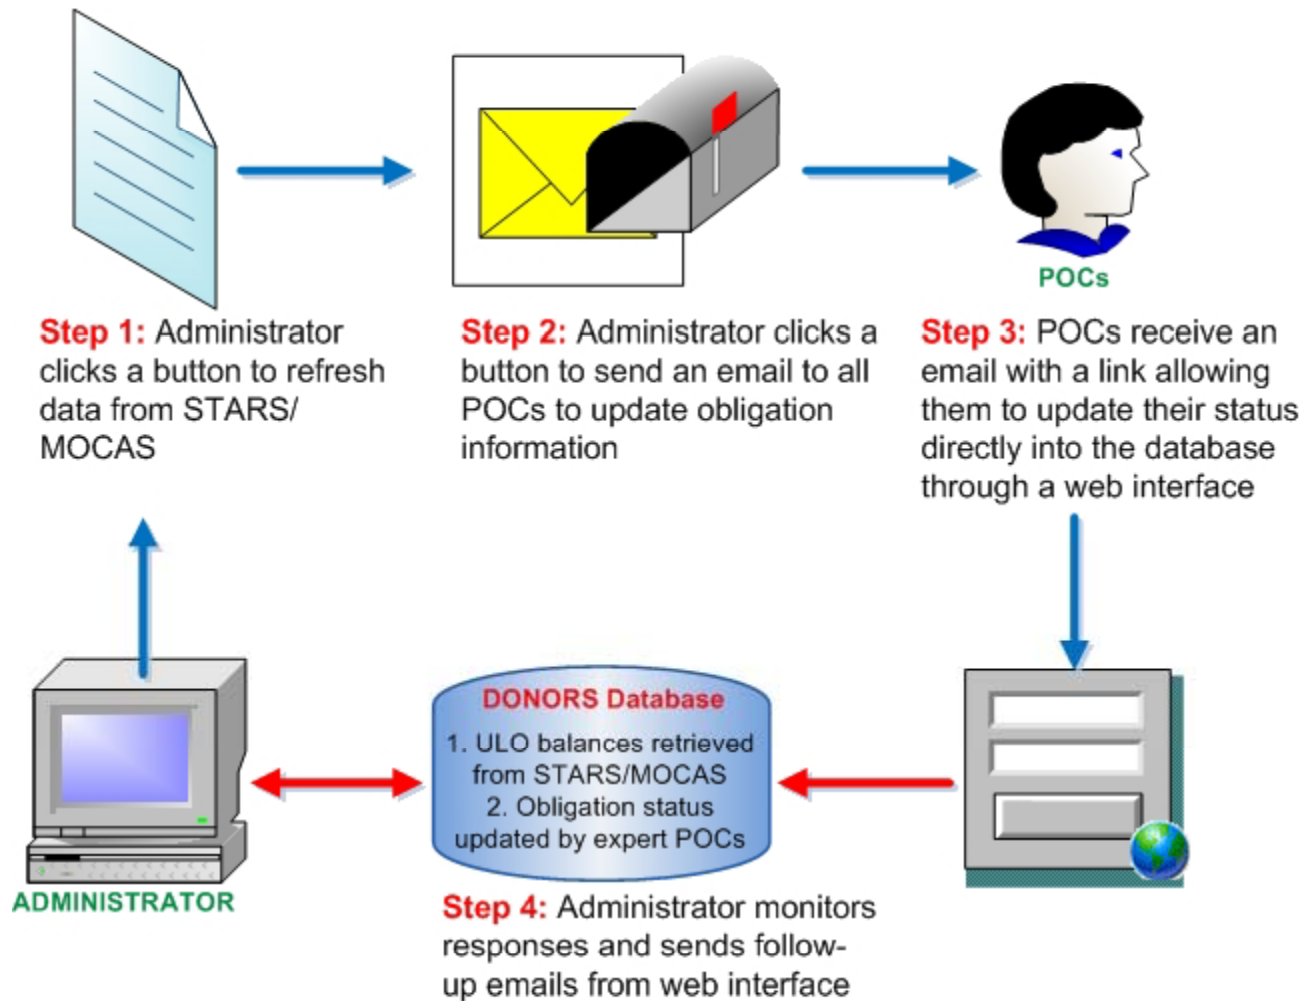 POCs
Step 1: Administrator
clicks a button to refresh
data from STARS/
MOCAS
Step 2: Administrator clicks a
button to send an email to all
POCs to update obligation
information
Step 3: POCs receive an
email with a link allowing
them to update their status
directly into the database
through a web interface
ADMINISTRATOR
DONORS Database
1. ULO balances retrieved
from STARS/MOCAS
2. Obligation status
updated by expert POCs
Step 4: Administrator monitors
responses and sends follow-
up emails from web interface